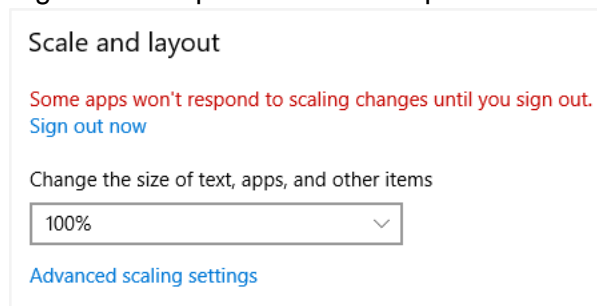 Scale and layout
Some apps won't respond to scaling changes until you sign out.
Sign out now
Change the size of text, apps, and other items
100%
Advanced scaling settings